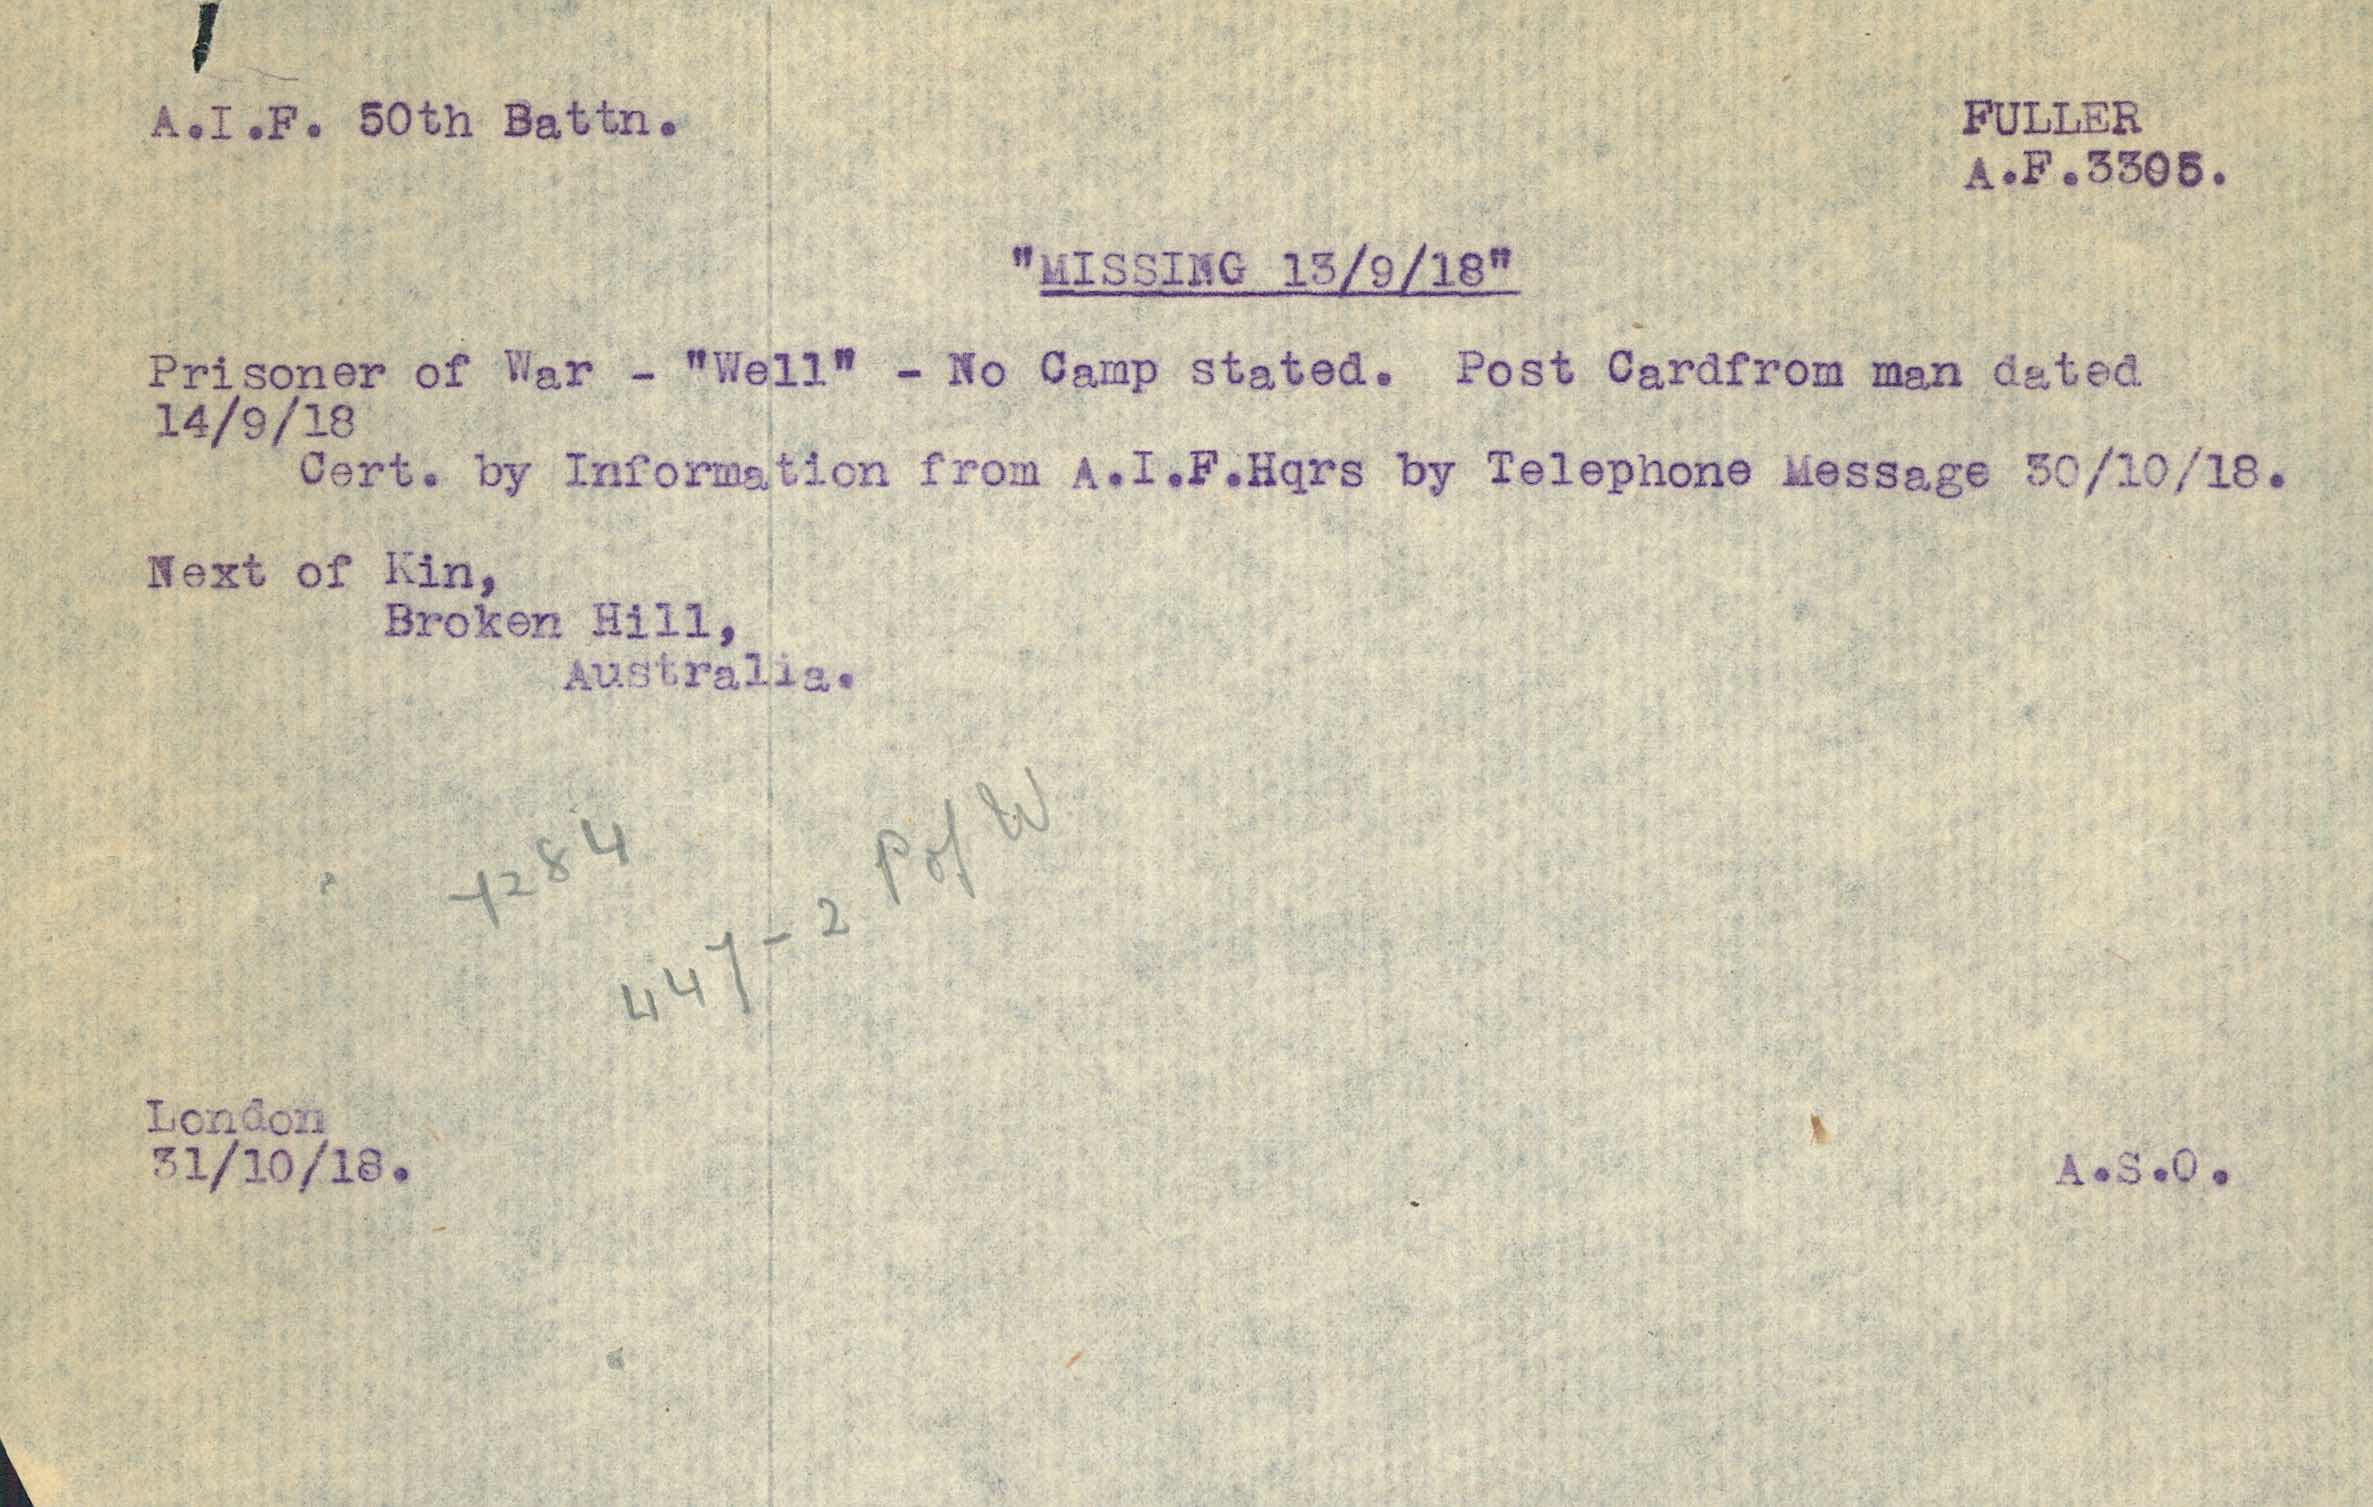 A.I.F. 50th Battn.
FULLER
A.F.3305.
"MISSING 13/9/18"
Prisoner of War - "Well" - No Camp stated. Post Cardfrom man dated
14/9/18
Cert. by Information from A.I.F.Hqrs by Telephone Message 30/10/18.
Next of Kin,
Broken Hill,
Australia.
1284
447-2 P of W
London
31/10/18.
A.S.O.